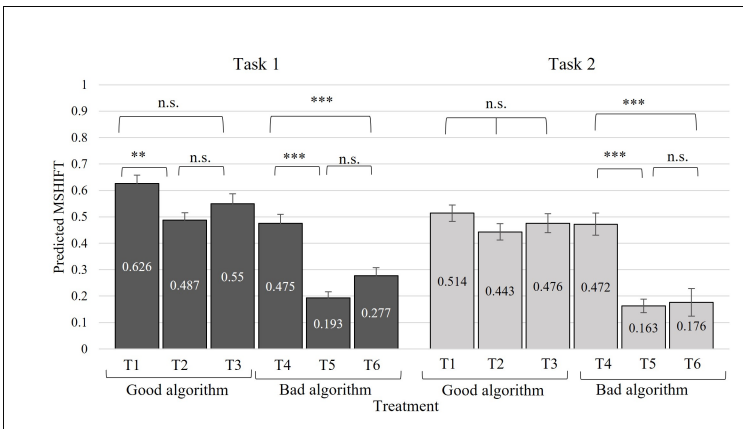 Task 1 Task 2
1
0.9
0.8
0.7
0.6
0.5
0.4
0.3
0.2
0.1
0
Predicted MSHIFT
n.s. *** n.s. ***
** n.s. *** n.s. *** n.s.
0.626 0.487 0.55 0.475 0.193 0.277 0.514 0.443 0.476 0.472 0.163 0.176
T1 T2 T3 T4 T5 T6 T1 T2 T3 T4 T5 T6
Good algorithm Bad algorithm Good algorithm Bad algorithm
Treatment